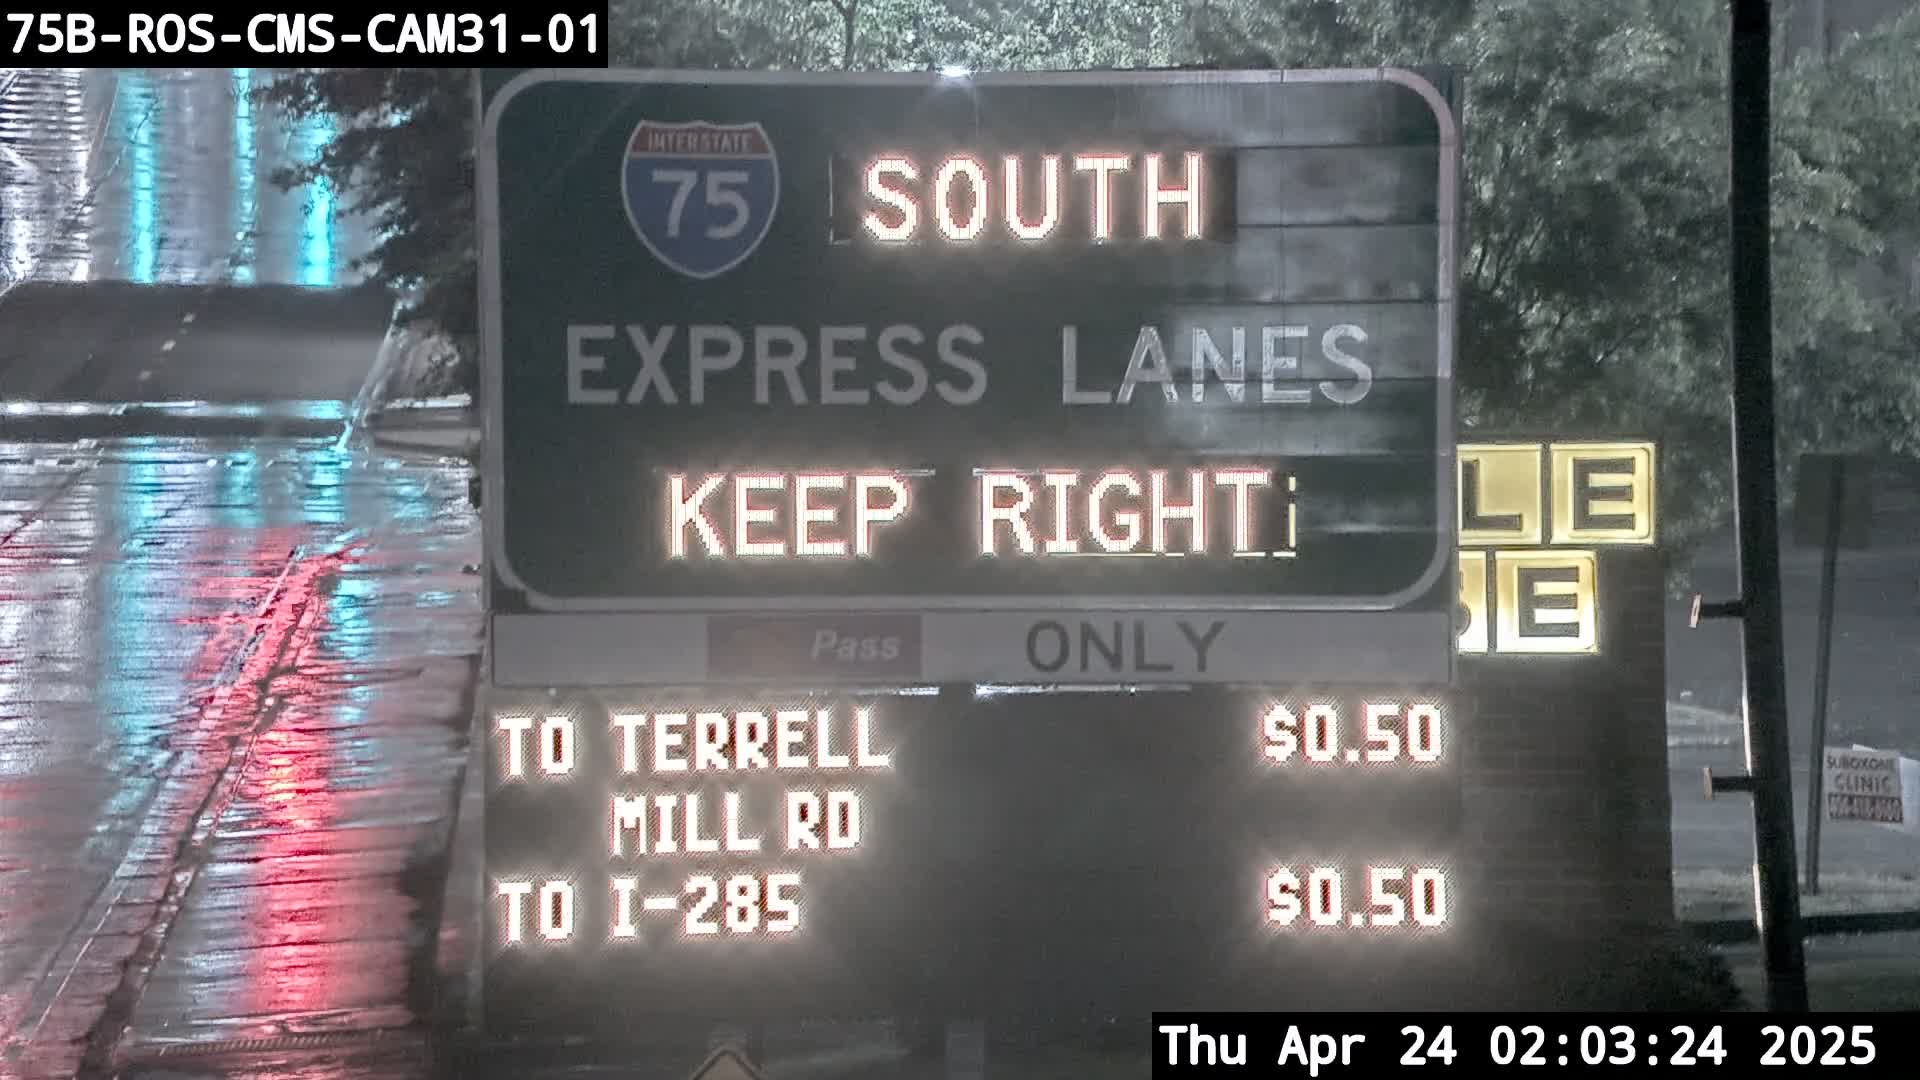 75B-ROS-CMS-CAM31-01
INTERSTATE
75
SOUTH
EXPRESS LANES
KEEP RIGHT
LE
E
Pass ONLY
TO TERRELL $0.50
MILL RD
TO I-285 $0.50
SUBOXONE
CLINIC
Thu Apr 24 02:03:24 2025